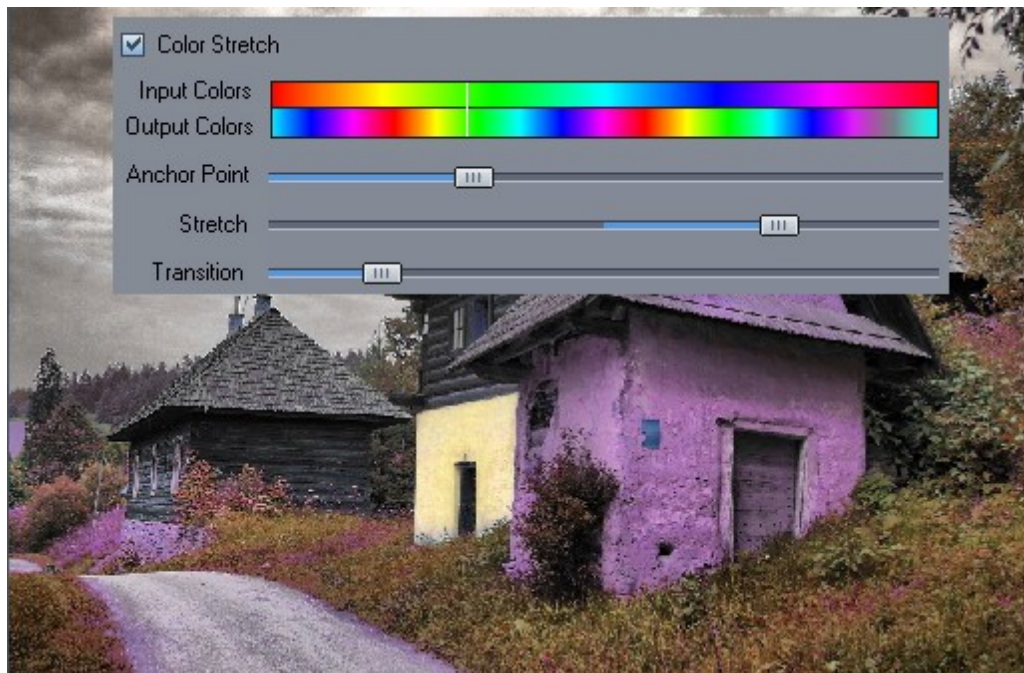 Color Stretch
Input Colors
Output Colors
Anchor Point
Stretch
Transition